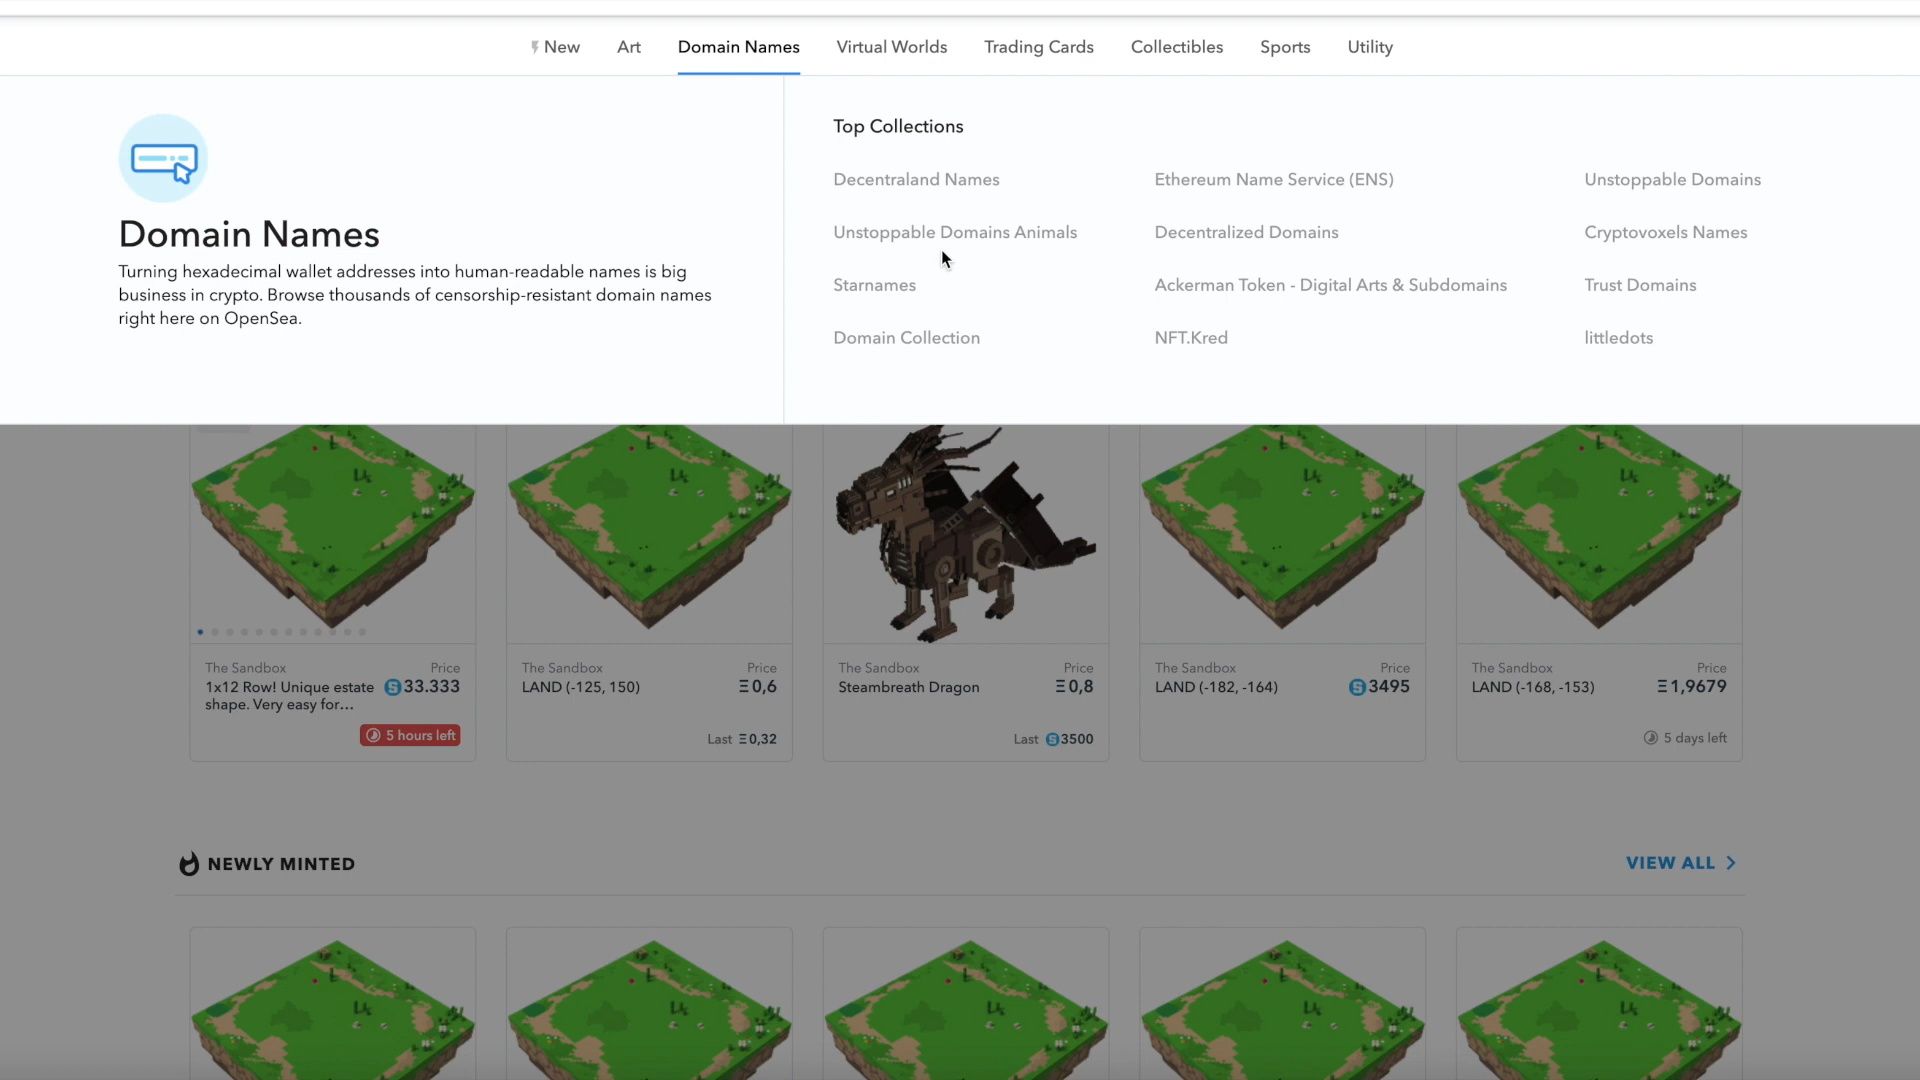 New
Art
Domain Names
Virtual Worlds
Trading Cards
Collectibles
Sports
Utility
Domain Names
Turning hexadecimal wallet addresses into human-readable names is big
business in crypto. Browse thousands of censorship-resistant domain names
right here on OpenSea.
Top Collections
Decentraland Names
Ethereum Name Service (ENS)
Unstoppable Domains
Unstoppable Domains Animals
Decentralized Domains
Cryptovoxels Names
Starnames
Ackerman Token - Digital Arts & Subdomains
Trust Domains
Domain Collection
NFT.Kred
littledots
The Sandbox
Price
1x12 Row! Unique estate
33.333
shape. Very easy for...
5 hours left
The Sandbox
Price
LAND (-125, 150)
Ξ 0,6
Last Ξ 0,32
The Sandbox
Price
Steambreath Dragon
Ξ 0,8
Last 3500
The Sandbox
Price
LAND (-182, -164)
3495
The Sandbox
Price
LAND (-168, -153)
Ξ 1,9679
5 days left
NEWLY MINTED
VIEW ALL